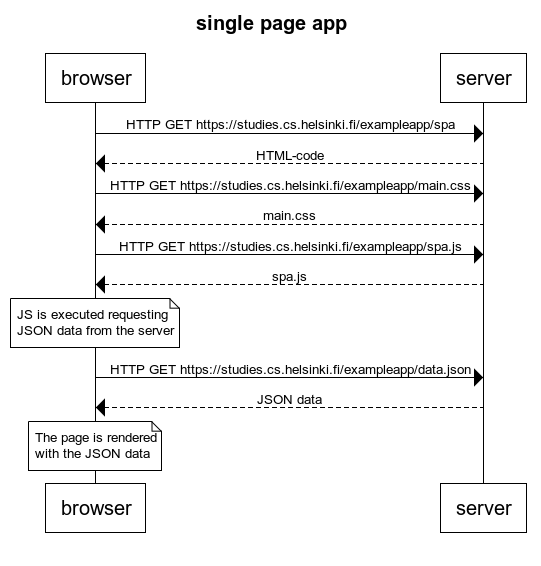 single page app
browser
server
HTTP GET https://studies.cs.helsinki.fi/exampleapp/spa
HTML-code
HTTP GET https://studies.cs.helsinki.fi/exampleapp/main.css
main.css
HTTP GET https://studies.cs.helsinki.fi/exampleapp/spa.js
spa.js
JS is executed requesting
JSON data from the server
HTTP GET https://studies.cs.helsinki.fi/exampleapp/data.json
JSON data
The page is rendered
with the JSON data
browser
server